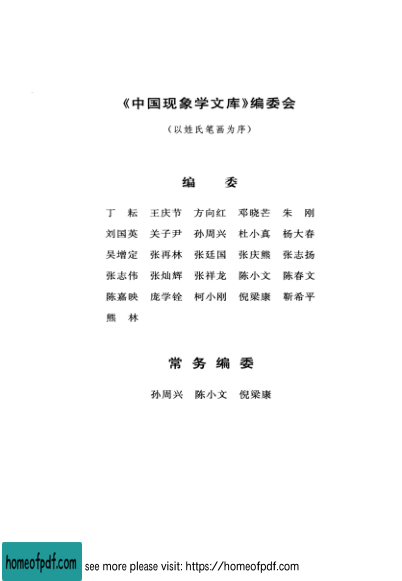 《中国现象学文库》编委会
（以姓氏笔画为序）
编 委
丁 耘 王庆节 方向红 邓晓芒 朱 刚
刘国英 关子尹 孙周兴 杜小真 杨大春
吴增定 张再林 张廷国 张庆熊 张志扬
张志伟 张灿辉 张祥龙 陈小文 陈春文
陈嘉映 庞学铨 柯小刚 倪梁康 靳希平
熊 林
常 务 编 委
孙周兴 陈小文 倪梁康
homeofpdf.com see more please visit: https://homeofpdf.com